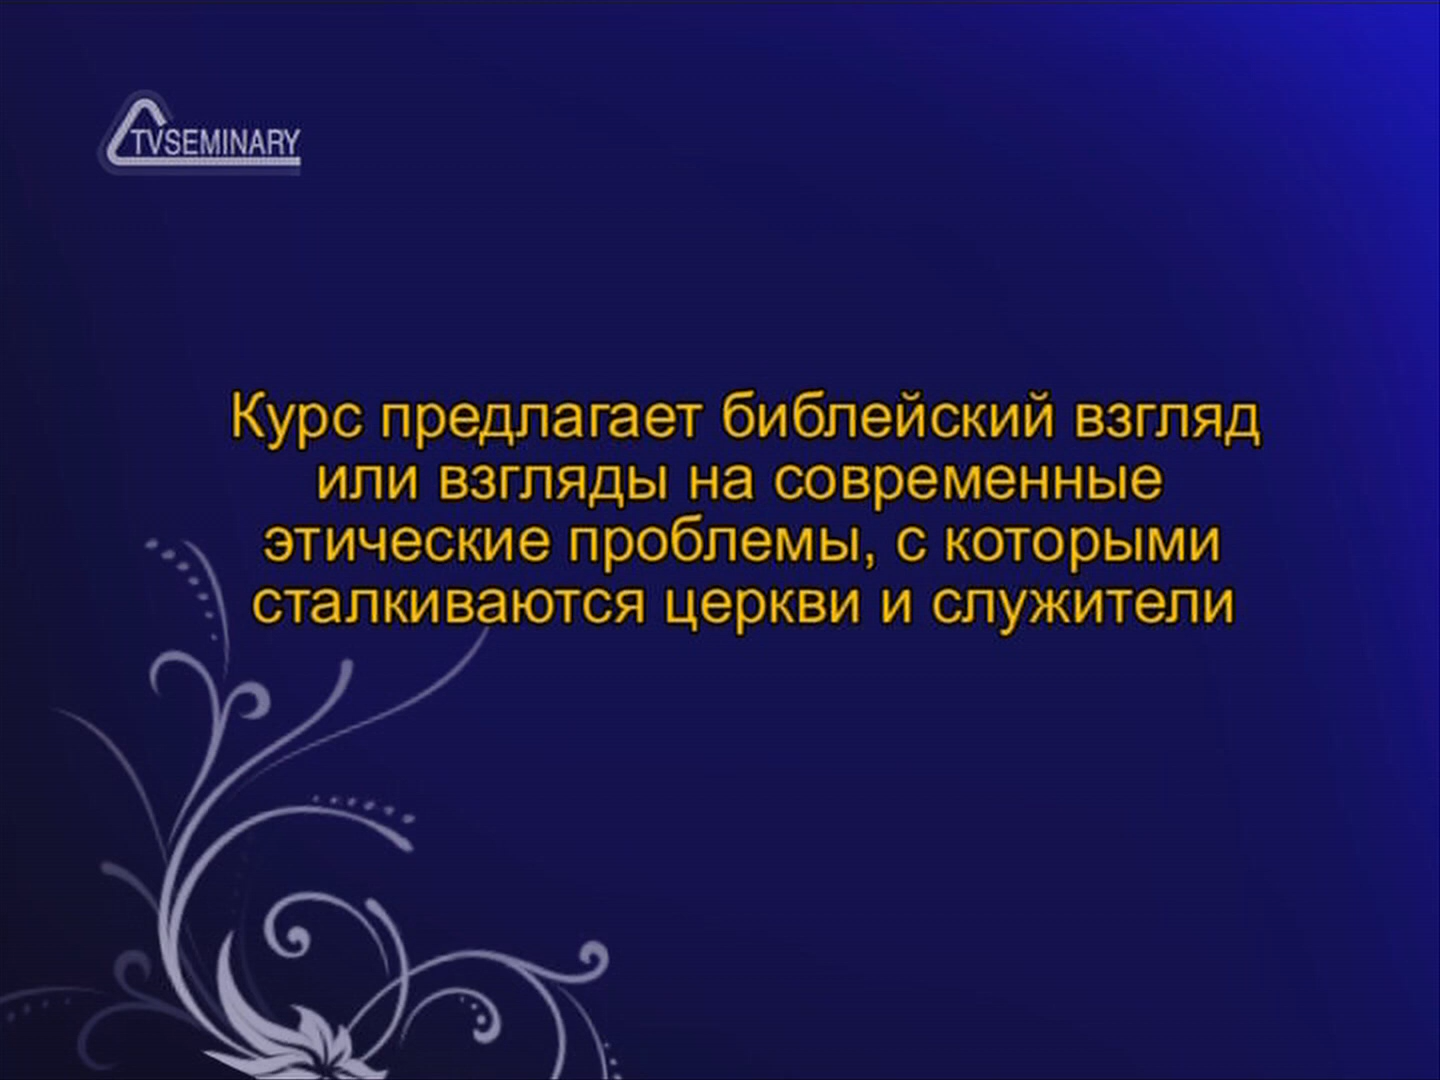 TVSEMINARY
Курс предлагает библейский взгляд
или взгляды на современные
этические проблемы, с которыми
сталкиваются церкви и служители